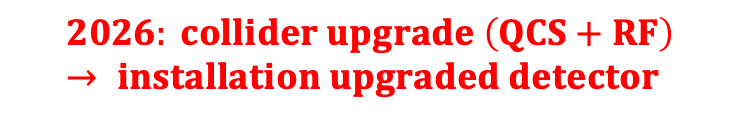 2026: collider upgrade (QCS + RF)
→ installation upgraded detector